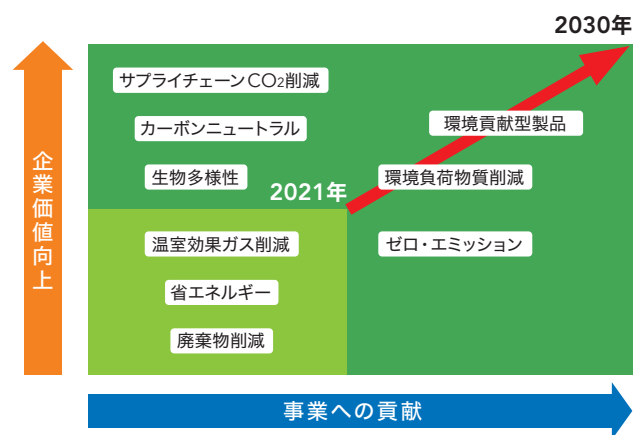 2030年
サプライチェーンCO2削減
環境貢献型製品
カーボンニュートラル
生物多様性
環境負荷物質削減
2021年
温室効果ガス削減
ゼロ・エミッション
省エネルギー
廃棄物削減
企業価値向上
事業への貢献